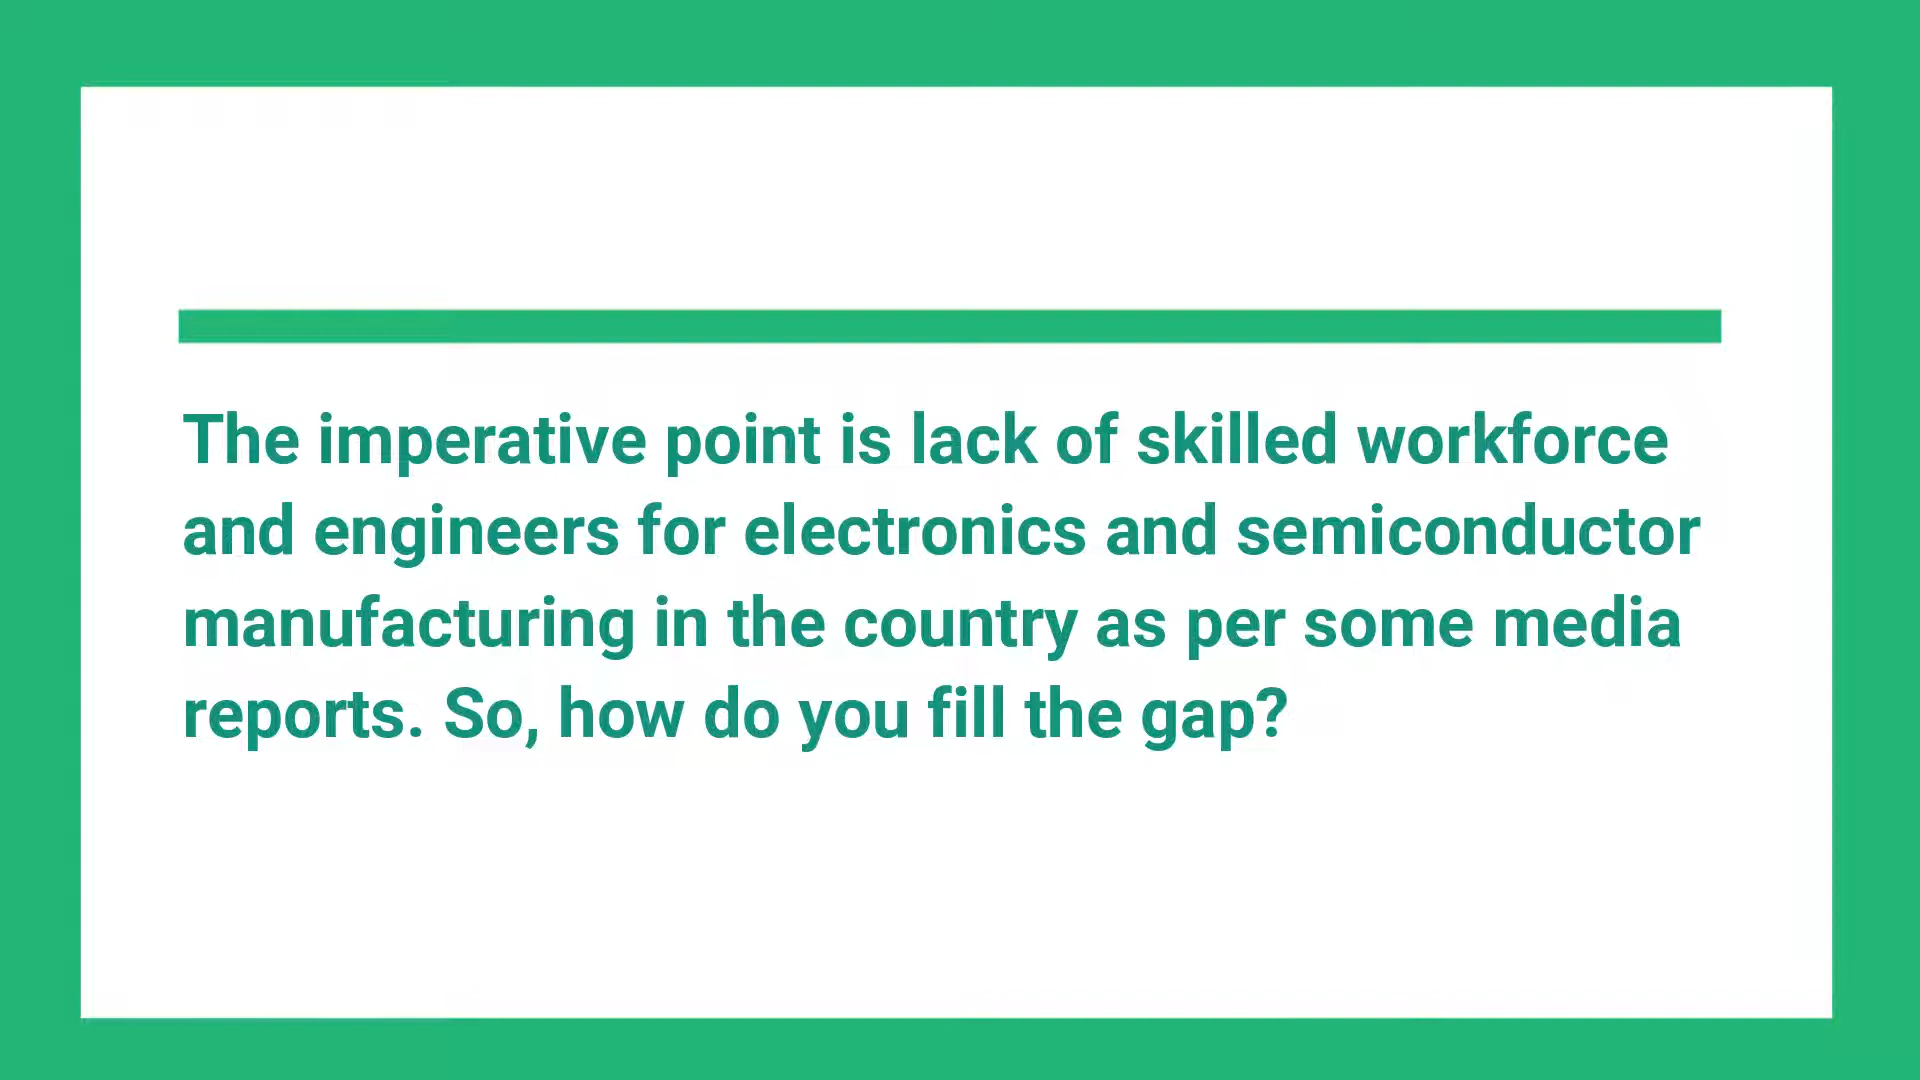 The imperative point is lack of skilled workforce
and engineers for electronics and semiconductor
manufacturing in the country as per some media
reports. So, how do you fill the gap?